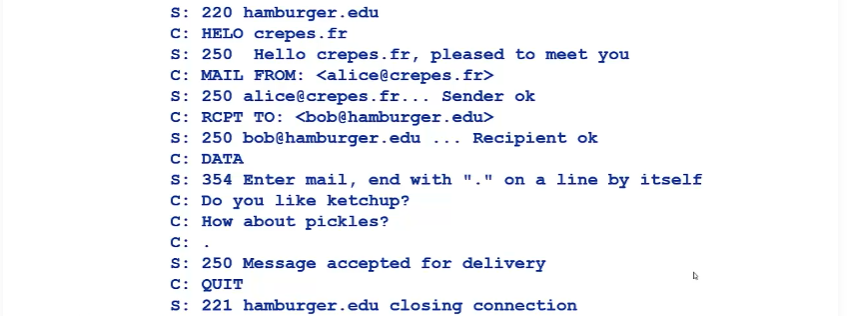 S: 220 hamburger.edu
C: HELO crepes.fr
S: 250  Hello crepes.fr, pleased to meet you
C: MAIL FROM: <alice@crepes.fr>
S: 250 alice@crepes.fr... Sender ok
C: RCPT TO: <bob@hamburger.edu>
S: 250 bob@hamburger.edu ... Recipient ok
C: DATA
S: 354 Enter mail, end with "." on a line by itself
C: Do you like ketchup?
C: How about pickles?
C: .
S: 250 Message accepted for delivery
C: QUIT
S: 221 hamburger.edu closing connection